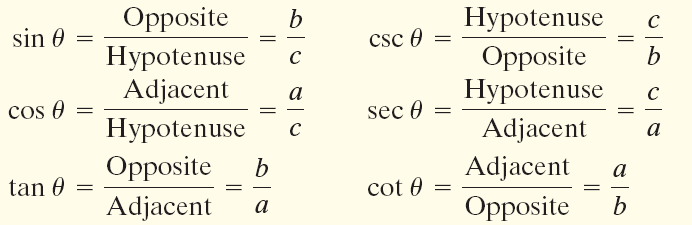 sin θ = Opposite / Hypotenuse = b / c
csc θ = Hypotenuse / Opposite = c / b
cos θ = Adjacent / Hypotenuse = a / c
sec θ = Hypotenuse / Adjacent = c / a
tan θ = Opposite / Adjacent = b / a
cot θ = Adjacent / Opposite = a / b